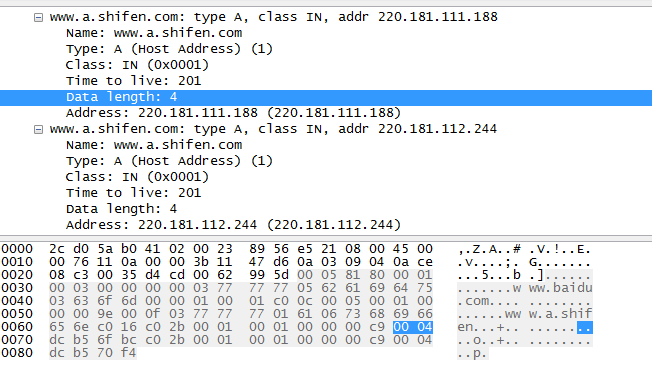 www.a.shifen.com: type A, class IN, addr 220.181.111.188
Name: www.a.shifen.com
Type: A (Host Address) (1)
Class: IN (0x0001)
Time to live: 201
Data length: 4
Address: 220.181.111.188 (220.181.111.188)
www.a.shifen.com: type A, class IN, addr 220.181.112.244
Name: www.a.shifen.com
Type: A (Host Address) (1)
Class: IN (0x0001)
Time to live: 201
Data length: 4
Address: 220.181.112.244 (220.181.112.244)
0000 2c d0 5a b0 41 02 00 23 89 56 e5 21 08 00 45 00 ,.Z.A..# .V.!..E.
0010 00 76 11 0a 00 00 3b 11 47 d6 0a 03 09 04 0a ce .v....;. G.......
0020 08 c3 00 35 d4 cd 00 62 99 5d 00 05 81 80 00 01 ...5...b .]......
0030 00 03 00 00 00 00 03 77 77 77 05 62 61 69 64 75 .......w ww.baidu
0040 03 63 6f 6d 00 00 01 00 01 c0 0c 00 05 00 01 00 .com.... ........
0050 00 00 9e 00 0f 03 77 77 77 01 61 06 73 68 69 66 ......ww w.a.shif
0060 65 6e c0 16 c0 2b 00 01 00 01 00 00 00 c9 00 04 en...+.. ........
0070 dc b5 6f bc c0 2b 00 01 00 01 00 00 00 c9 00 04 ..o..+.. ........
0080 dc b5 70 f4 ..p.